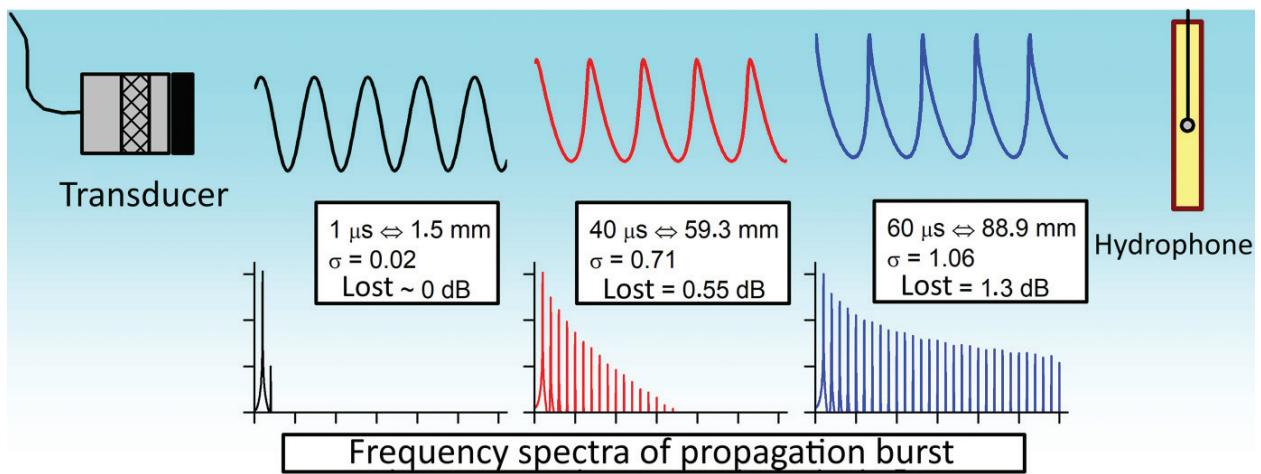 Transducer
1 μs ⇔ 1.5 mm
σ = 0.02
Lost ~ 0 dB
40 μs ⇔ 59.3 mm
σ = 0.71
Lost = 0.55 dB
60 μs ⇔ 88.9 mm
σ = 1.06
Lost = 1.3 dB
Hydrophone
Frequency spectra of propagation burst